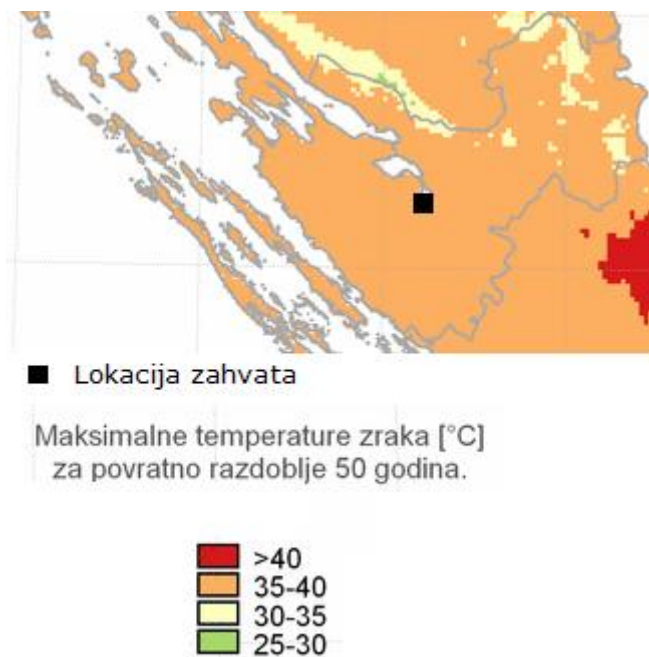 Lokacija zahvata
Maksimalne temperature zraka [°C]
za povratno razdoblje 50 godina.
>40
35-40
30-35
25-30